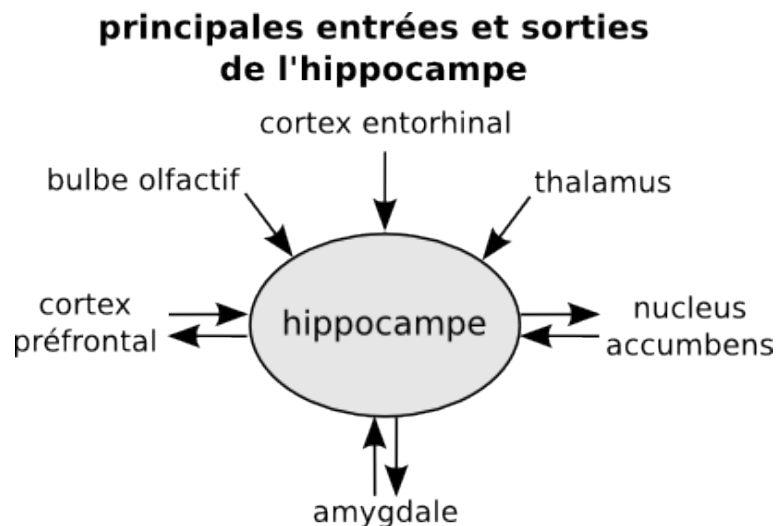 principales entrées et sorties
de l'hippocampe
cortex entorhinal
bulbe olfactif
thalamus
cortex
préfrontal
hippocampe
nucleus
accumbens
amygdale